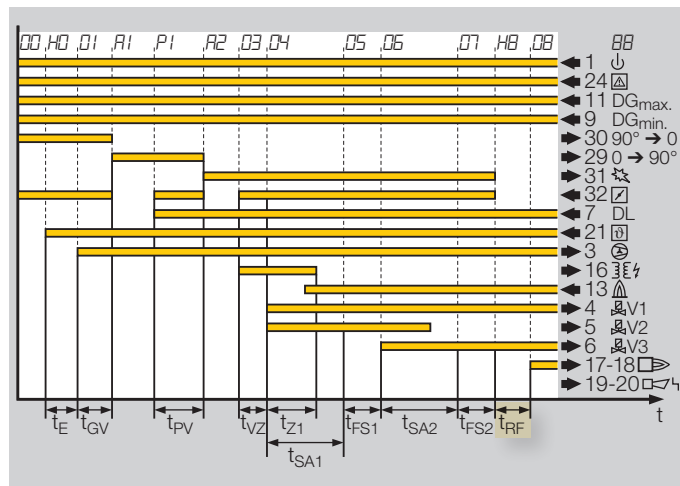 00 H0 01 A1 P1 A2 03 04 05 06 07 H8 08 88
1
24
11 DGmax.
9 DGmin.
30 90° → 0
29 0 → 90°
31
32
7 DL
21 ϑ
3
16
13
4 V1
5 V2
6 V3
17-18
19-20
t
tE tGV tPV tVZ tZ1 tFS1 tSA2 tFS2 tRF
tSA1